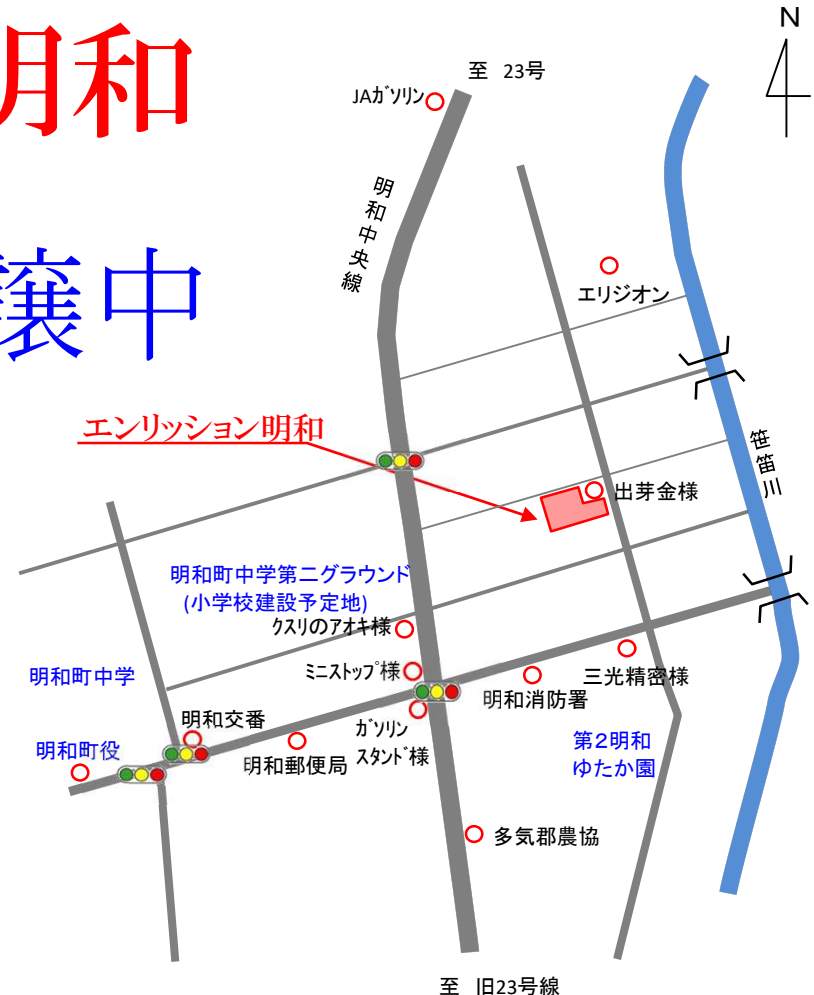 明和
譲中
N
至 23号
JAガソリン
明和中央線
エリジオン
エンリッション明和
笹笛川
出芽金様
明和町中学第二グラウンド
(小学校建設予定地)
クスリのアオキ様
ミニストップ様
明和町中学
三光精密様
明和消防署
明和交番
ガソリン
スタンド様
明和町役
明和郵便局
第2明和
ゆたか園
多気郡農協
至 旧23号線